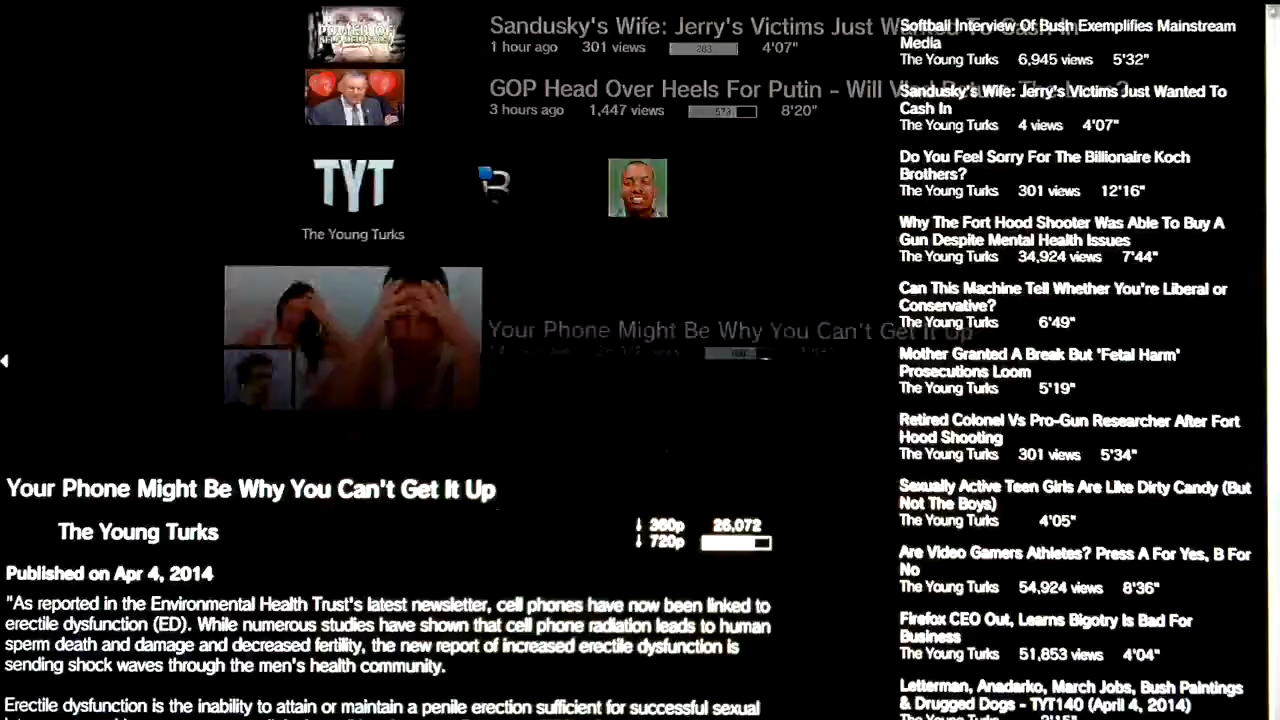 POWER OF
SELF DELUSION
Sandusky's Wife: Jerry's Victims Just Wanted To Cash In
1 hour ago 301 views 283 4'07"
GOP Head Over Heels For Putin - Will Vlad
3 hours ago 1,447 views 573 8'20"
TYT
The Young Turks
Your Phone Might Be Why You Can't Get It Up
Your Phone Might Be Why You Can't Get It Up
The Young Turks
360p 26,072
720p
Published on Apr 4, 2014
"As reported in the Environmental Health Trust's latest newsletter, cell phones have now been linked to
erectile dysfunction (ED). While numerous studies have shown that cell phone radiation leads to human
sperm death and damage and decreased fertility, the new report of increased erectile dysfunction is
sending shock waves through the men's health community.
Erectile dysfunction is the inability to attain or maintain a penile erection sufficient for successful sexual
Softball Interview Of Bush Exemplifies Mainstream
Media
The Young Turks 6,945 views 5'32"
Sandusky's Wife: Jerry's Victims Just Wanted To
Cash In
The Young Turks 4 views 4'07"
Do You Feel Sorry For The Billionaire Koch
Brothers?
The Young Turks 301 views 12'16"
Why The Fort Hood Shooter Was Able To Buy A
Gun Despite Mental Health Issues
The Young Turks 34,924 views 7'44"
Can This Machine Tell Whether You're Liberal or
Conservative?
The Young Turks 6'49"
Mother Granted A Break But 'Fetal Harm'
Prosecutions Loom
The Young Turks 5'19"
Retired Colonel Vs Pro-Gun Researcher After Fort
Hood Shooting
The Young Turks 301 views 5'34"
Sexually Active Teen Girls Are Like Dirty Candy (But
Not The Boys)
The Young Turks 4'05"
Are Video Gamers Athletes? Press A For Yes, B For
No
The Young Turks 54,924 views 8'36"
Firefox CEO Out, Learns Bigotry Is Bad For
Business
The Young Turks 51,853 views 4'04"
Letterman, Anadarko, March Jobs, Bush Paintings
& Drugged Dogs - TYT140 (April 4, 2014)
The Young Turks